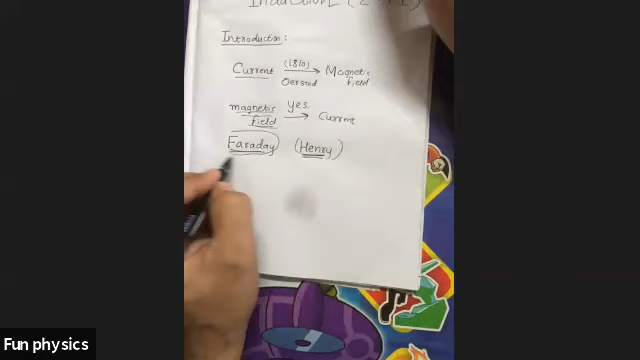 Introduction:
Current (1810) Magnetic
Oersted field
magnetic yes. Current
field
Faraday (Henry)
Fun physics